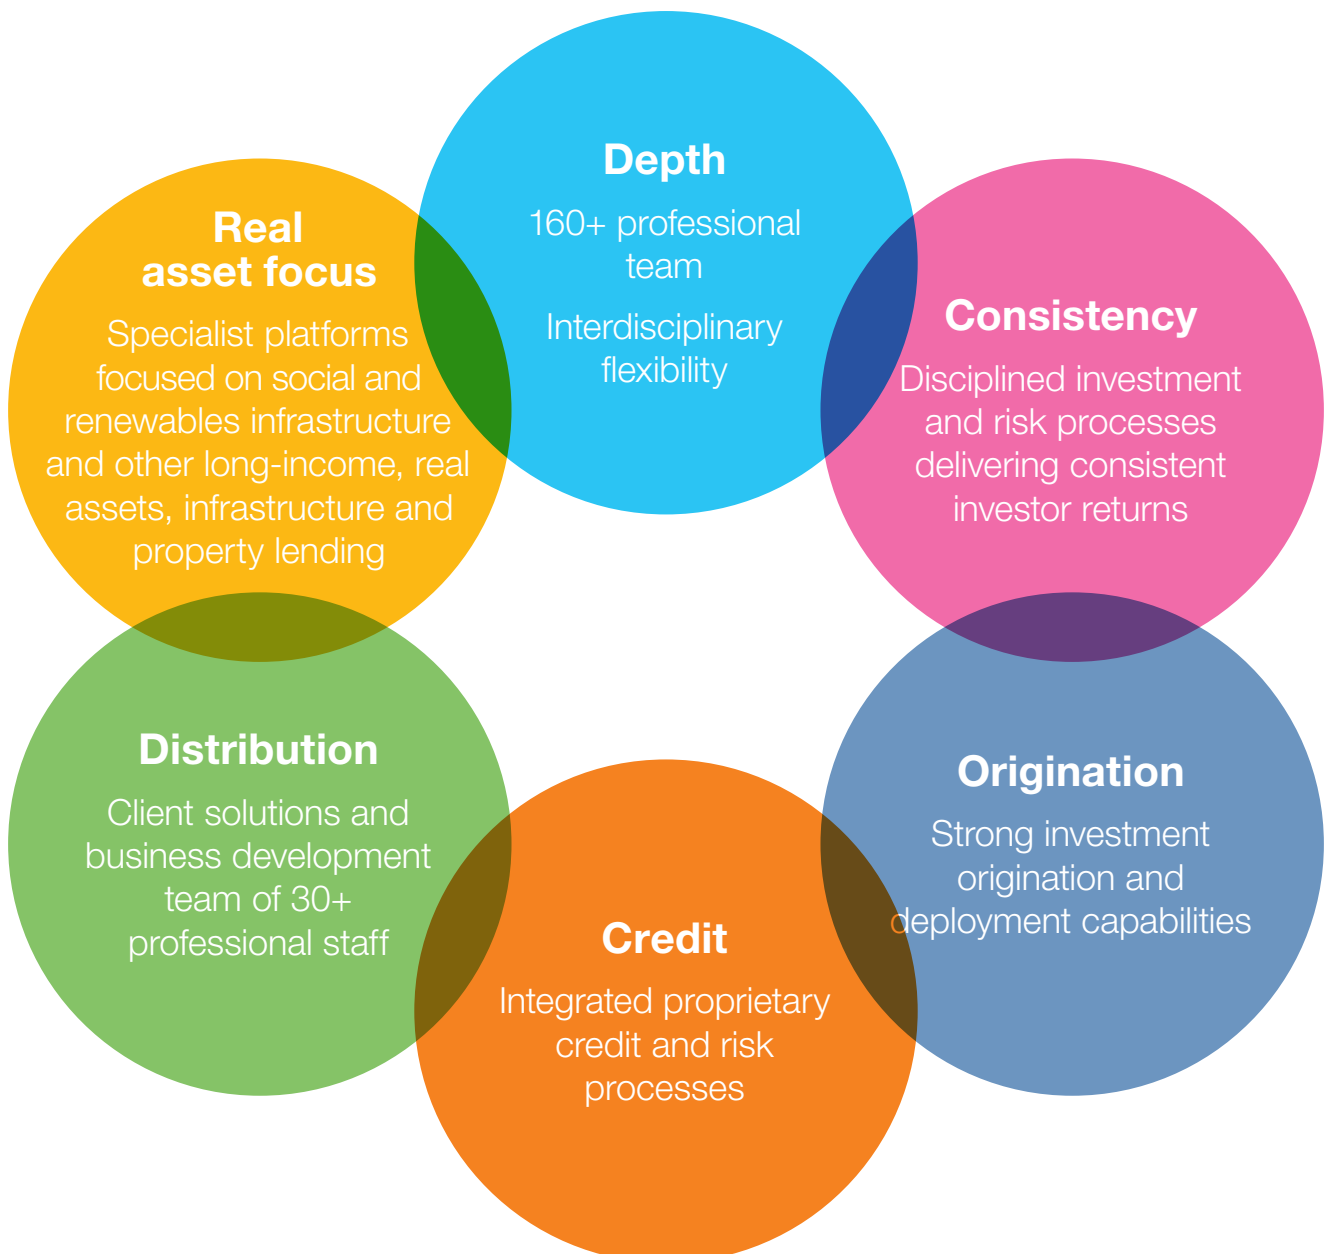 Depth
160+ professional
team
Interdisciplinary
flexibility
Consistency
Disciplined investment
and risk processes
delivering consistent
investor returns
Origination
Strong investment
origination and
deployment capabilities
Credit
Integrated proprietary
credit and risk
processes
Distribution
Client solutions and
business development
team of 30+
professional staff
Real
asset focus
Specialist platforms
focused on social and
renewables infrastructure
and other long-income, real
assets, infrastructure and
property lending